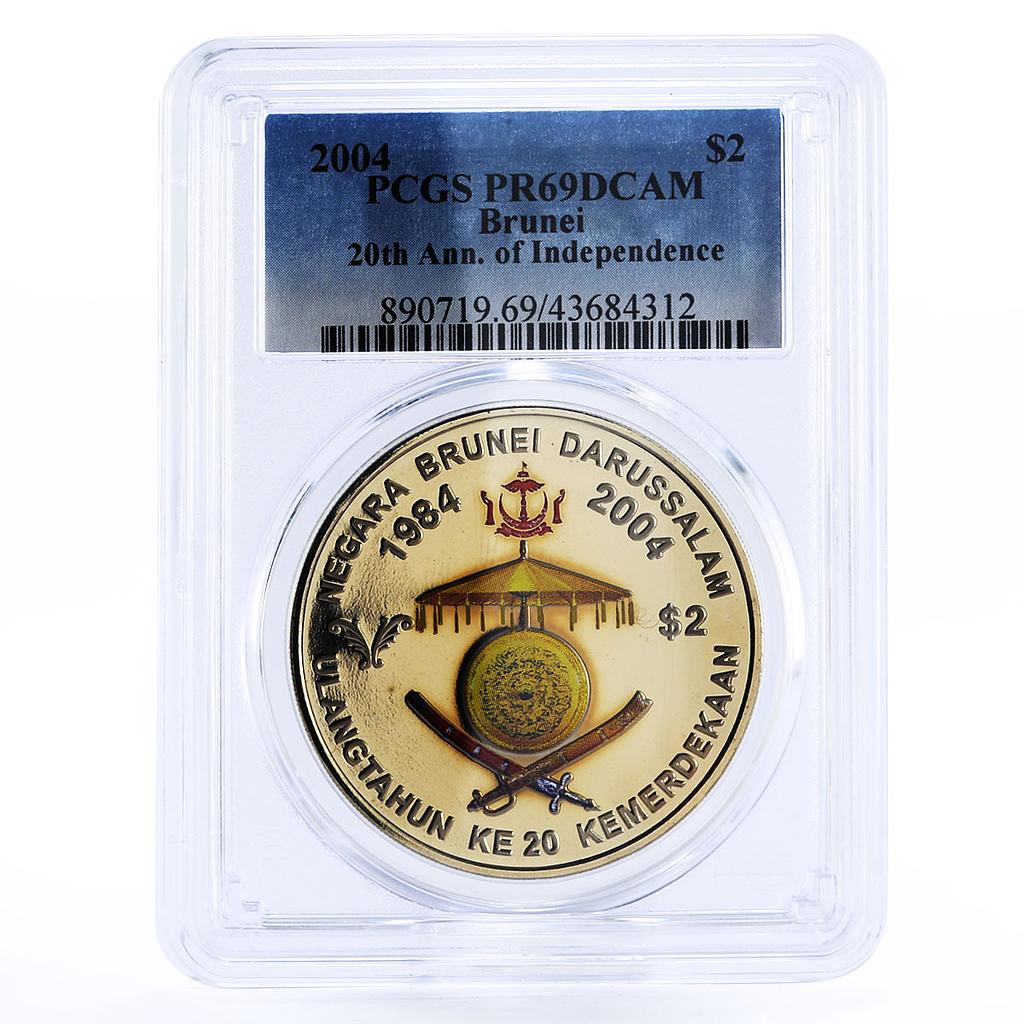 2004 $2
PCGS PR69DCAM
Brunei
20th Ann. of Independence
890719.69/43684312
NEGARA BRUNEI DARUSSALAM
1984 2004
$2
ULANGTAHUN KE 20 KEMERDEKAAN